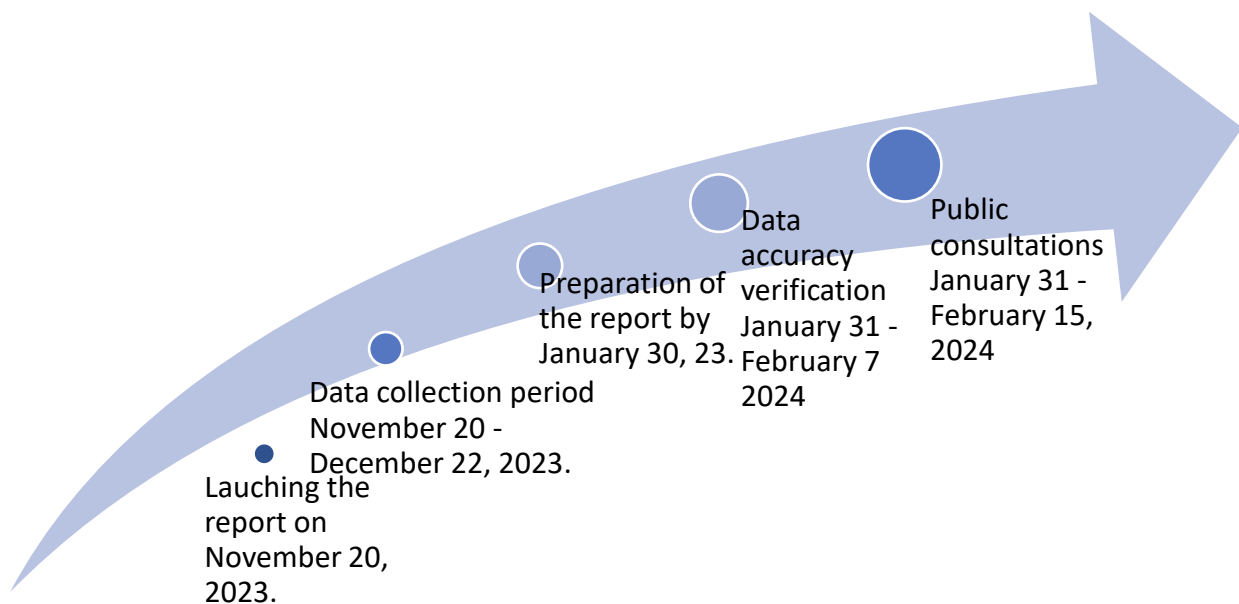 Lauching the
report on
November 20,
2023.
Data collection period
November 20 -
December 22, 2023.
Preparation of
the report by
January 30, 23.
Data
accuracy
verification
January 31 -
February 7
2024
Public
consultations
January 31 -
February 15,
2024